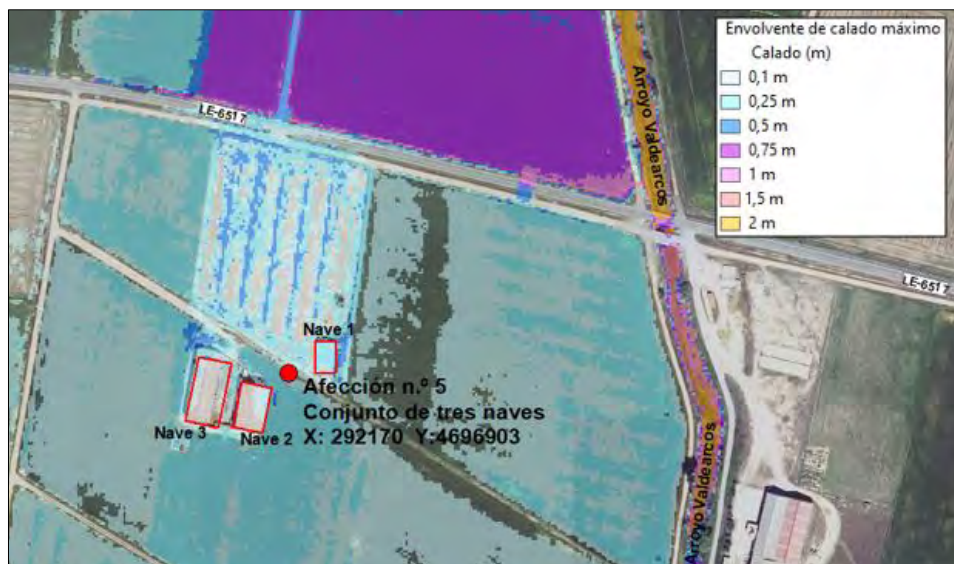 Envolvente de calado máximo
Calado (m)
0,1 m
0,25 m
0,5 m
0,75 m
1 m
1,5 m
2 m
Arroyo Valdearcos
LE-6517
LE-6517
Nave 1
Afección n.º 5
Conjunto de tres naves
X: 292170 Y:4696903
Nave 3
Nave 2
Arroyo Valdearcos